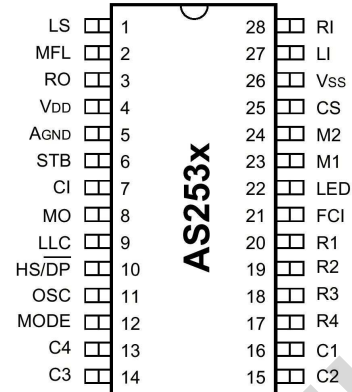 LS 1 28 RI
MFL 2 27 LI
RO 3 26 VSS
VDD 4 25 CS
AGND 5 24 M2
STB 6 23 M1
CI 7 22 LED
MO 8 21 FCI
LLC 9 20 R1
HS/DP 10 19 R2
OSC 11 18 R3
MODE 12 17 R4
C4 13 16 C1
C3 14 15 C2
AS253x